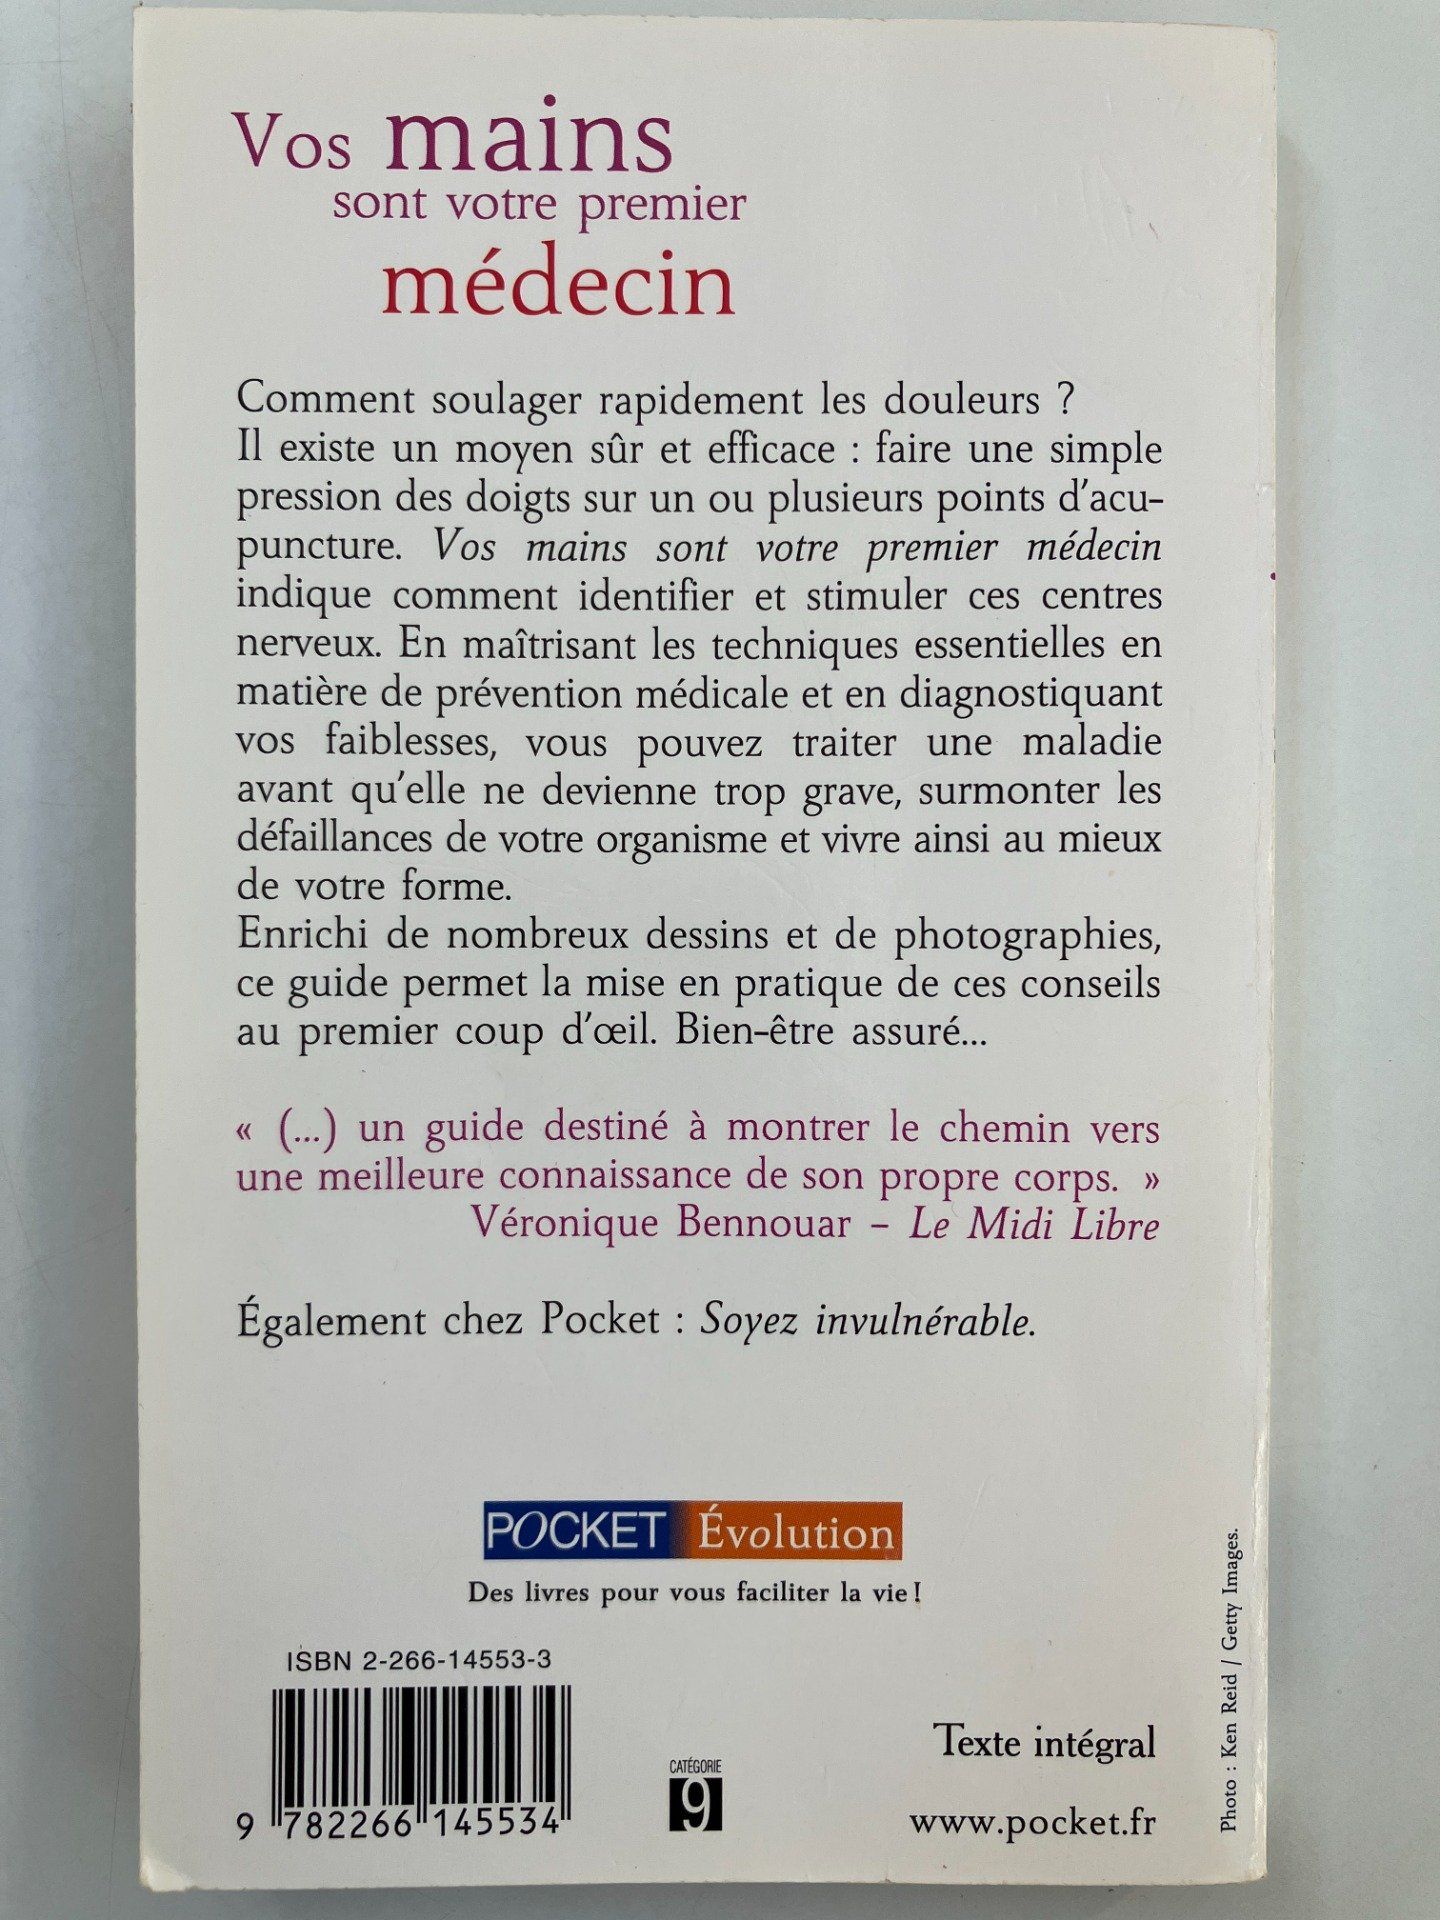 Vos mains
sont votre premier
médecin
Comment soulager rapidement les douleurs ?
Il existe un moyen sûr et efficace : faire une simple
pression des doigts sur un ou plusieurs points d'acu-
puncture. Vos mains sont votre premier médecin
indique comment identifier et stimuler ces centres
nerveux. En maîtrisant les techniques essentielles en
matière de prévention médicale et en diagnostiquant
vos faiblesses, vous pouvez traiter une maladie
avant qu'elle ne devienne trop grave, surmonter les
défaillances de votre organisme et vivre ainsi au mieux
de votre forme.
Enrichi de nombreux dessins et de photographies,
ce guide permet la mise en pratique de ces conseils
au premier coup d'œil. Bien-être assuré...
« (...) un guide destiné à montrer le chemin vers
une meilleure connaissance de son propre corps. »
Véronique Bennouar – Le Midi Libre
Également chez Pocket : Soyez invulnérable.
POCKET Évolution
Des livres pour vous faciliter la vie !
ISBN 2-266-14553-3
9 782266 145534
CATÉGORIE
9
Texte intégral
www.pocket.fr
Photo : Ken Reid / Getty Images.